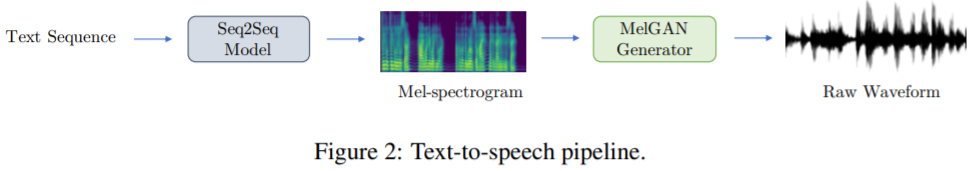 Text Sequence
Seq2Seq
Model
Mel-spectrogram
MelGAN
Generator
Raw Waveform
Figure 2: Text-to-speech pipeline.